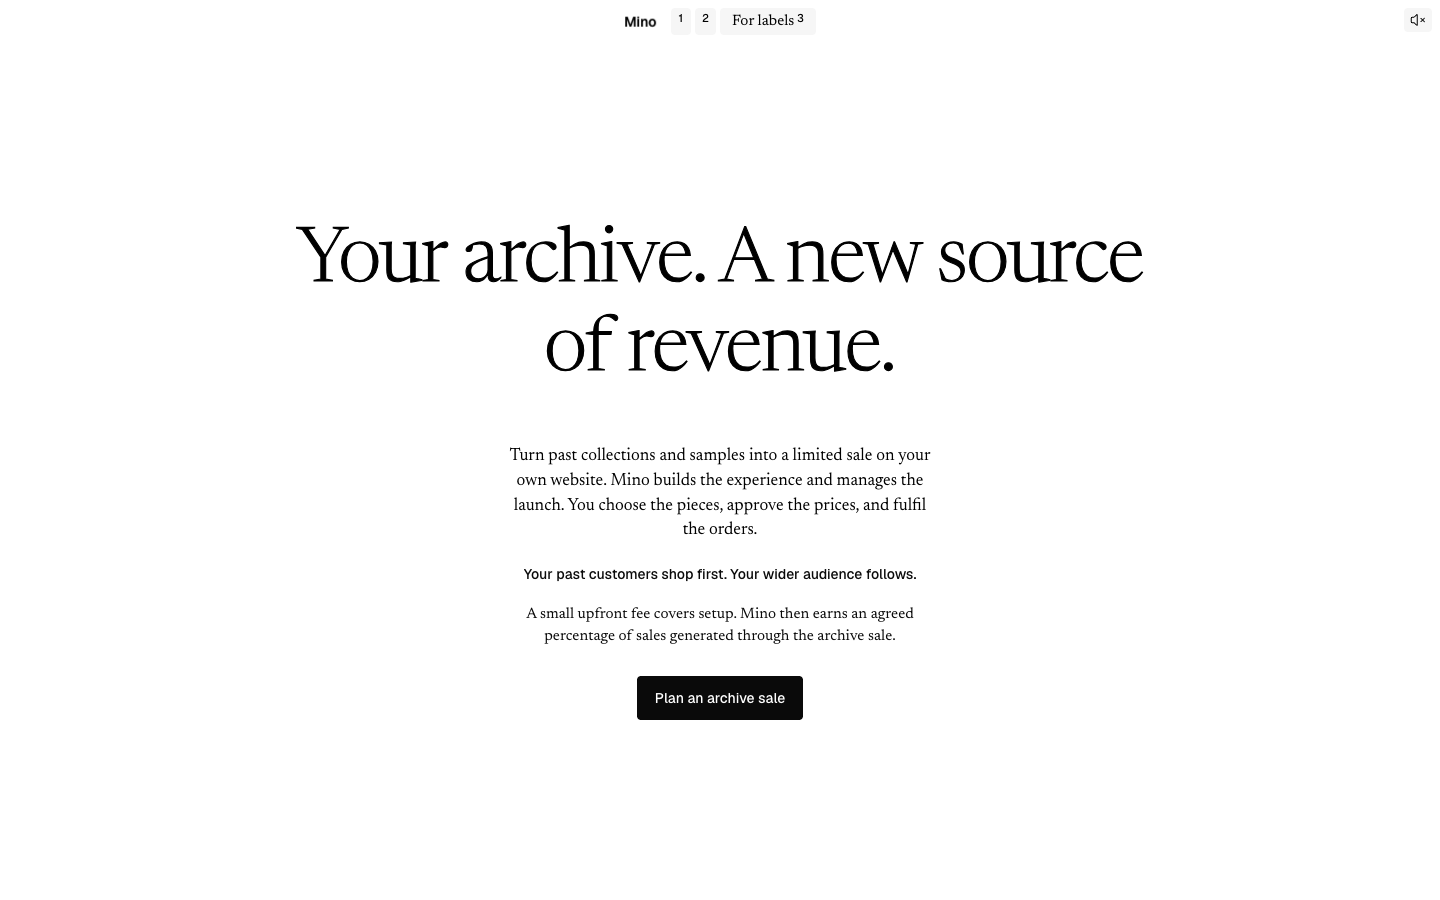 Mino 1 2 For labels 3
Your archive. A new source
of revenue.
Turn past collections and samples into a limited sale on your
own website. Mino builds the experience and manages the
launch. You choose the pieces, approve the prices, and fulfil
the orders.
Your past customers shop first. Your wider audience follows.
A small upfront fee covers setup. Mino then earns an agreed
percentage of sales generated through the archive sale.
Plan an archive sale